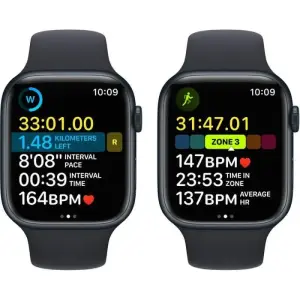 W
10:09
33:01.00
1.48 KILOMETERS LEFT
R
8'08" INTERVAL PACE
00:39 INTERVAL TIME
164BPM
10:09
31:47.01
ZONE 3
147BPM
23:53 TIME IN ZONE
137BPM AVERAGE HR